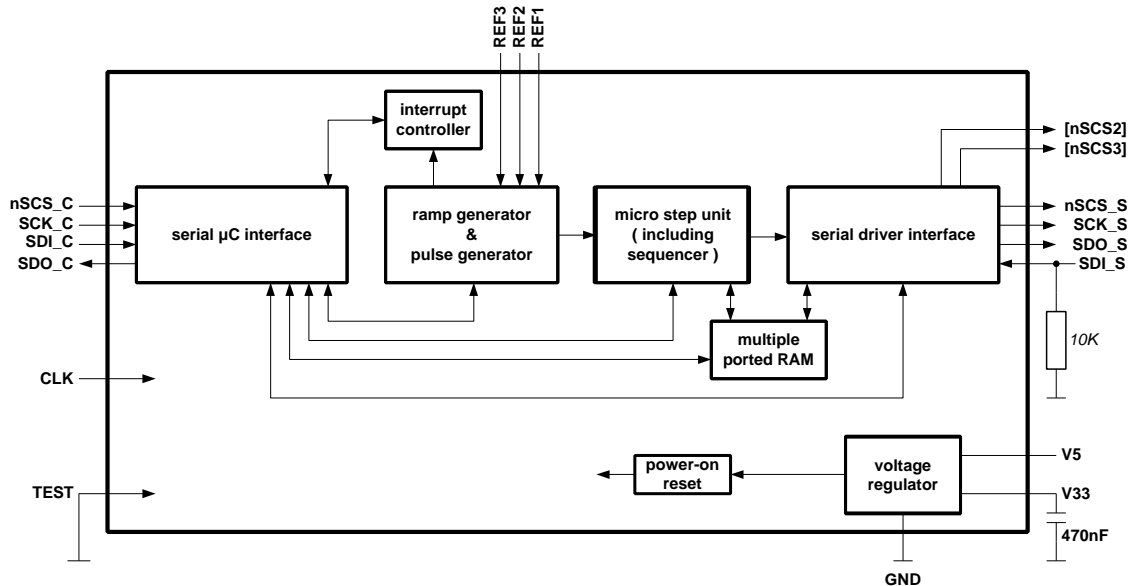 REF3
REF2
REF1
interrupt
controller
[nSCS2]
[nSCS3]
nSCS_C
SCK_C
SDI_C
SDO_C
serial µC interface
ramp generator
&
pulse generator
micro step unit
( including
sequencer )
serial driver interface
nSCS_S
SCK_S
SDO_S
SDI_S
multiple
ported RAM
10K
CLK
TEST
power-on
reset
voltage
regulator
V5
V33
470nF
GND